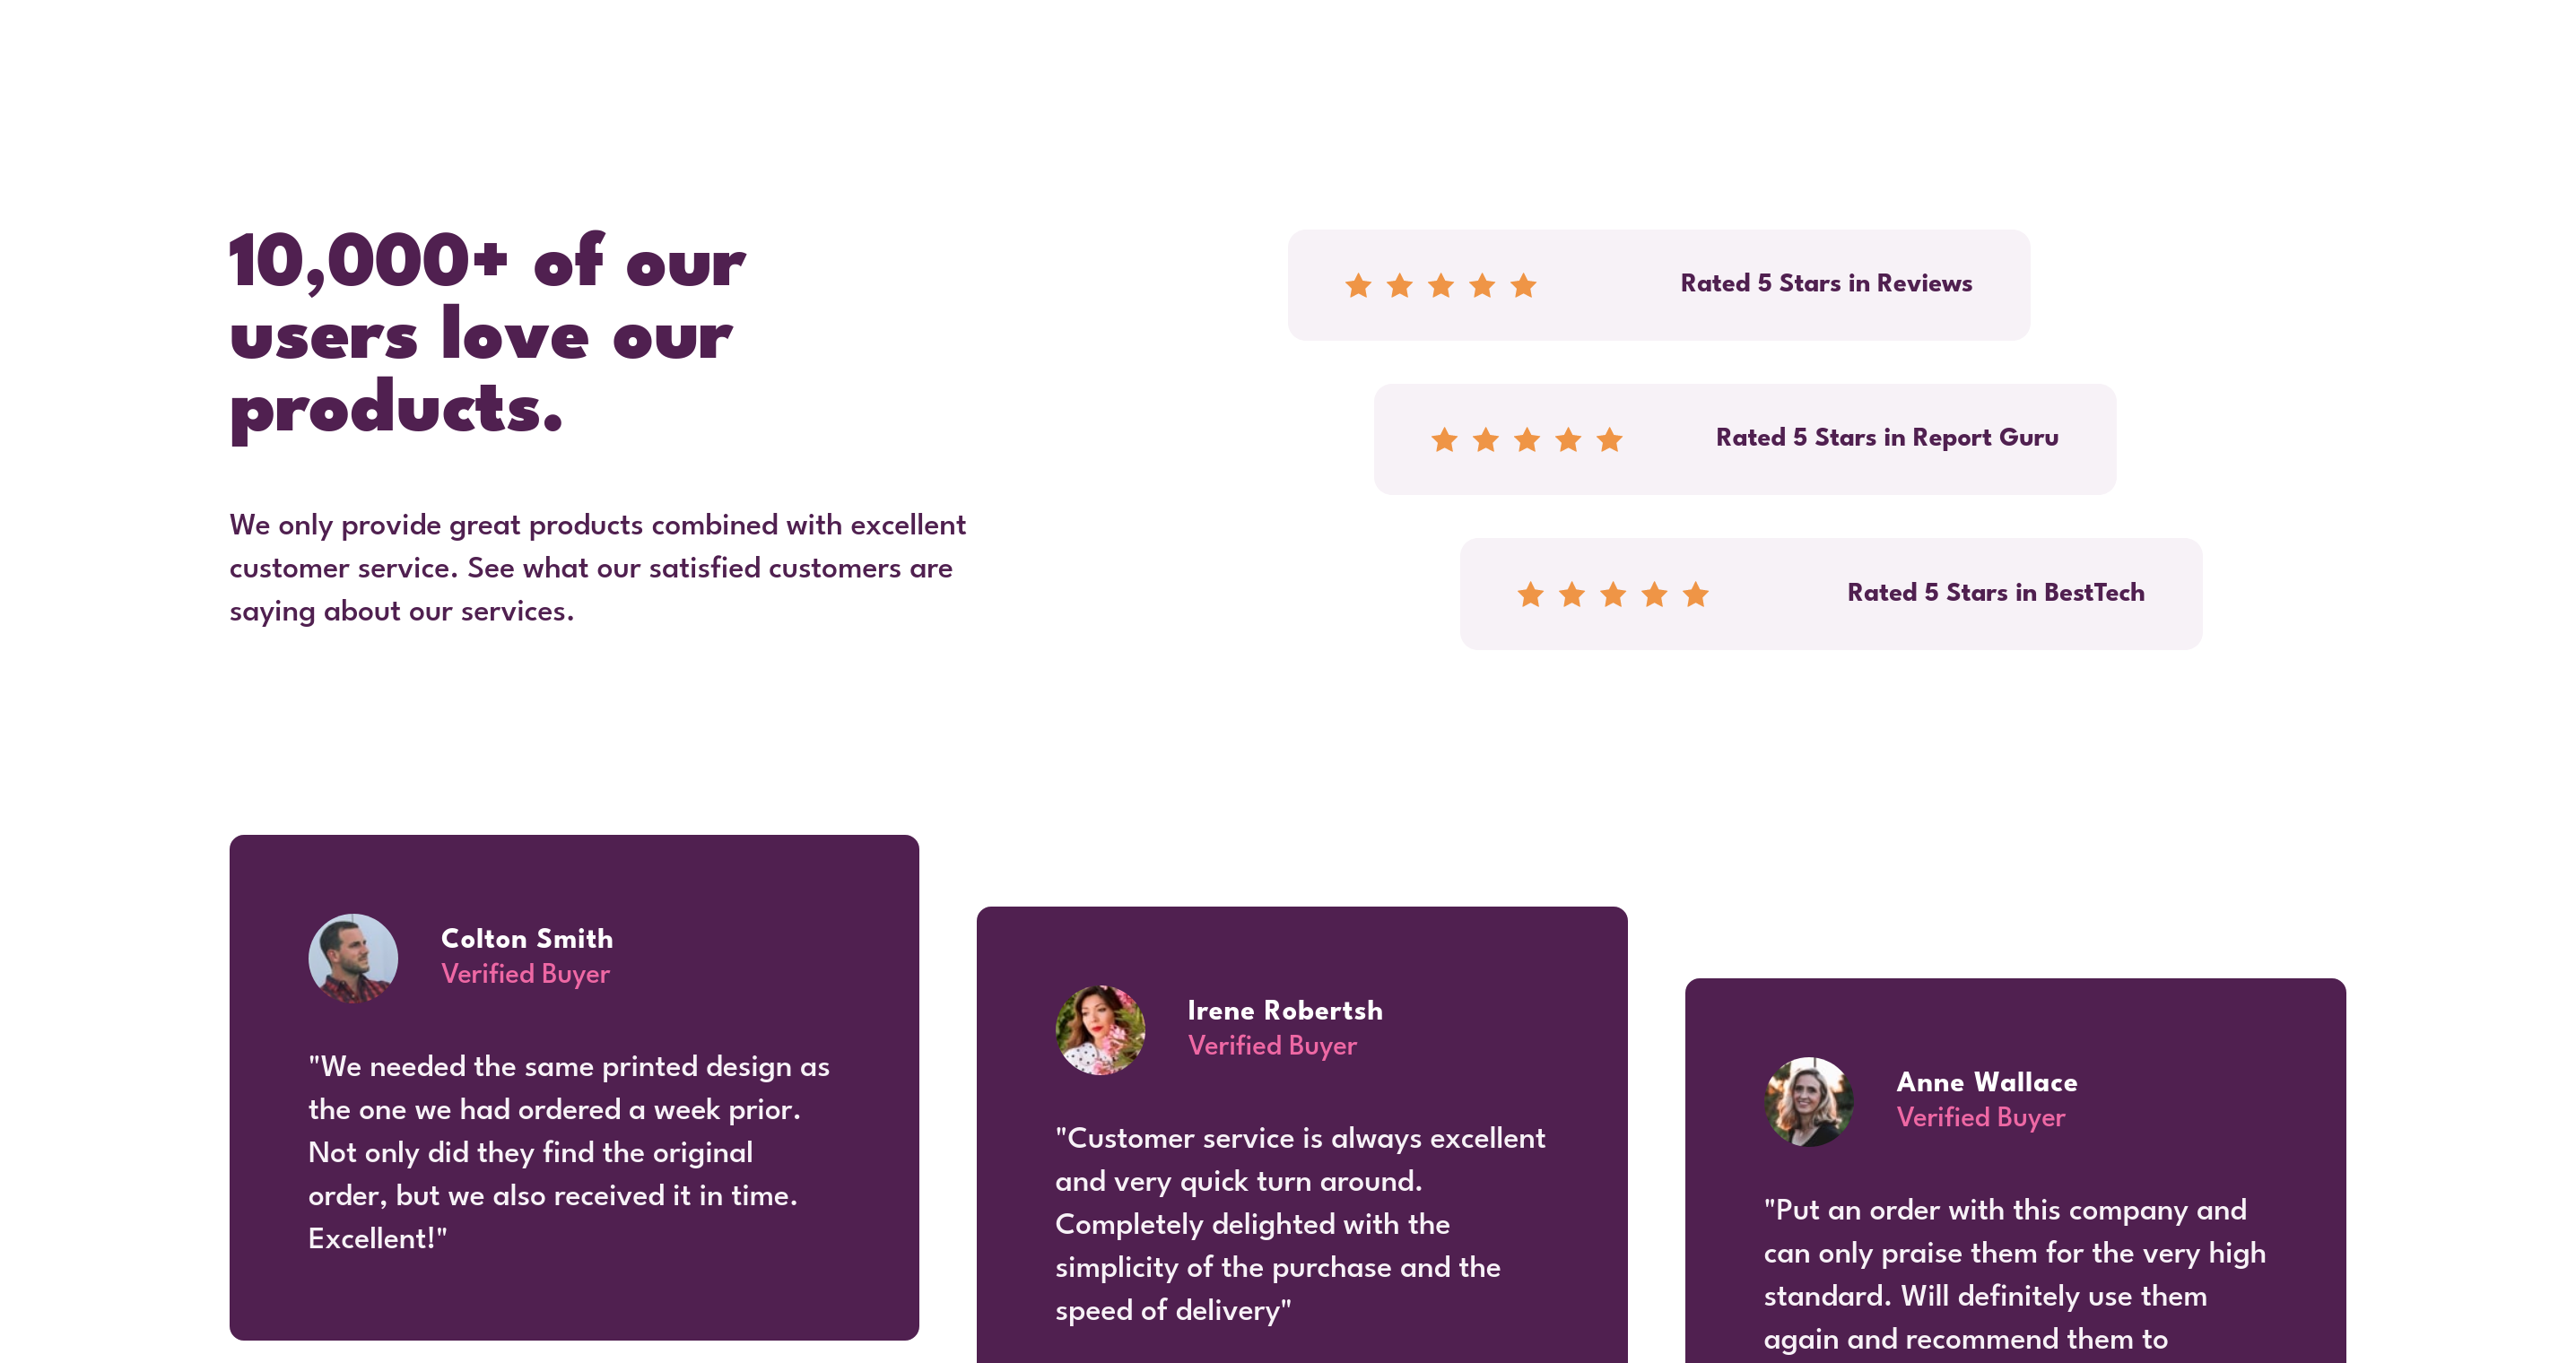 10,000+ of our
users love our
products.
We only provide great products combined with excellent
customer service. See what our satisfied customers are
saying about our services.
Rated 5 Stars in Reviews
Rated 5 Stars in Report Guru
Rated 5 Stars in BestTech
Colton Smith
Verified Buyer
"We needed the same printed design as
the one we had ordered a week prior.
Not only did they find the original
order, but we also received it in time.
Excellent!"
Irene Robertsh
Verified Buyer
"Customer service is always excellent
and very quick turn around.
Completely delighted with the
simplicity of the purchase and the
speed of delivery"
Anne Wallace
Verified Buyer
"Put an order with this company and
can only praise them for the very high
standard. Will definitely use them
again and recommend them to